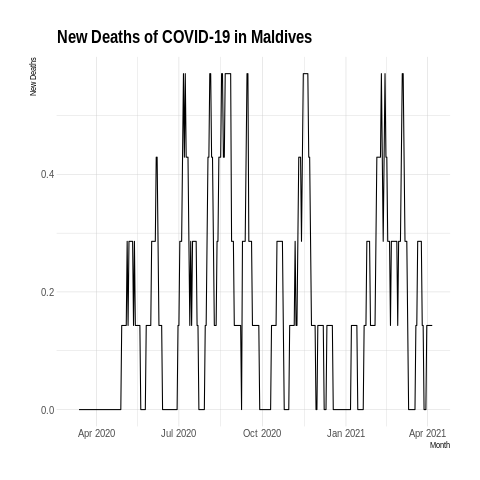 New Deaths of COVID-19 in Maldives
New Deaths
0.4
0.2
0.0
Apr 2020
Jul 2020
Oct 2020
Jan 2021
Apr 2021
Month